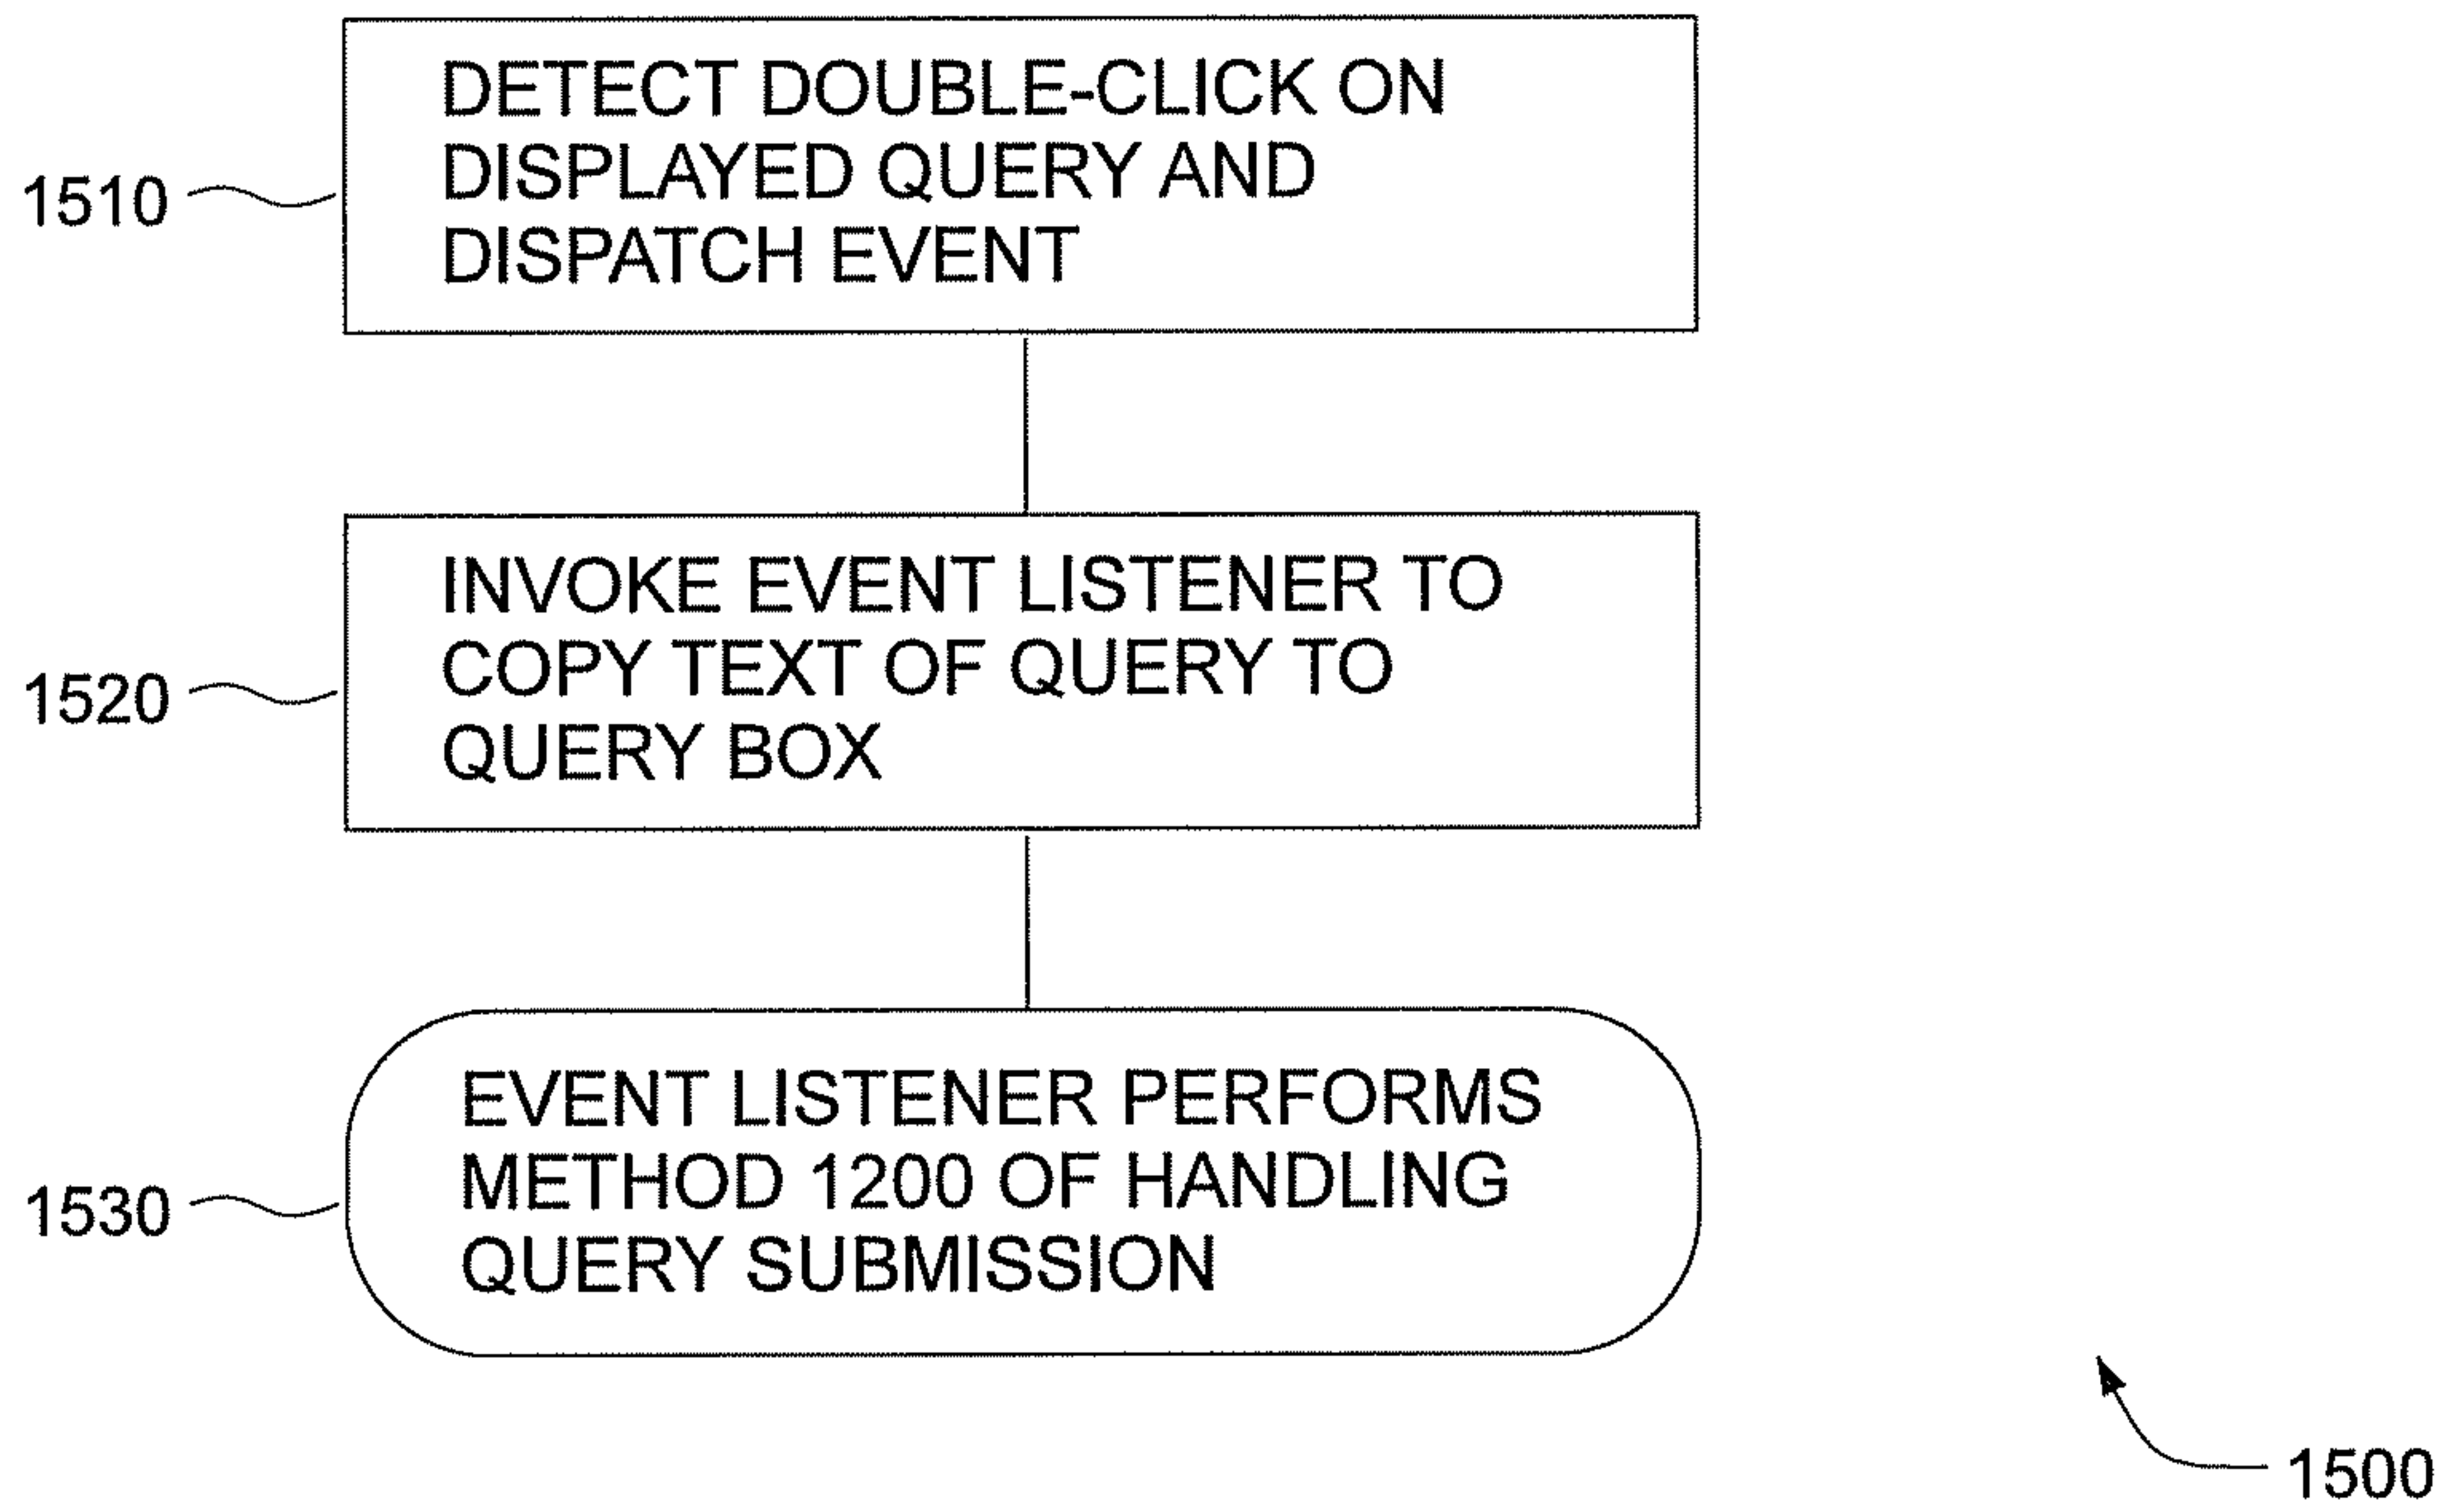 DETECT DOUBLE-CLICK ON
DISPLAYED QUERY AND
DISPATCH EVENT
1510
INVOKE EVENT LISTENER TO
COPY TEXT OF QUERY TO
QUERY BOX
1520
EVENT LISTENER PERFORMS
METHOD 1200 OF HANDLING
QUERY SUBMISSION
1530
1500